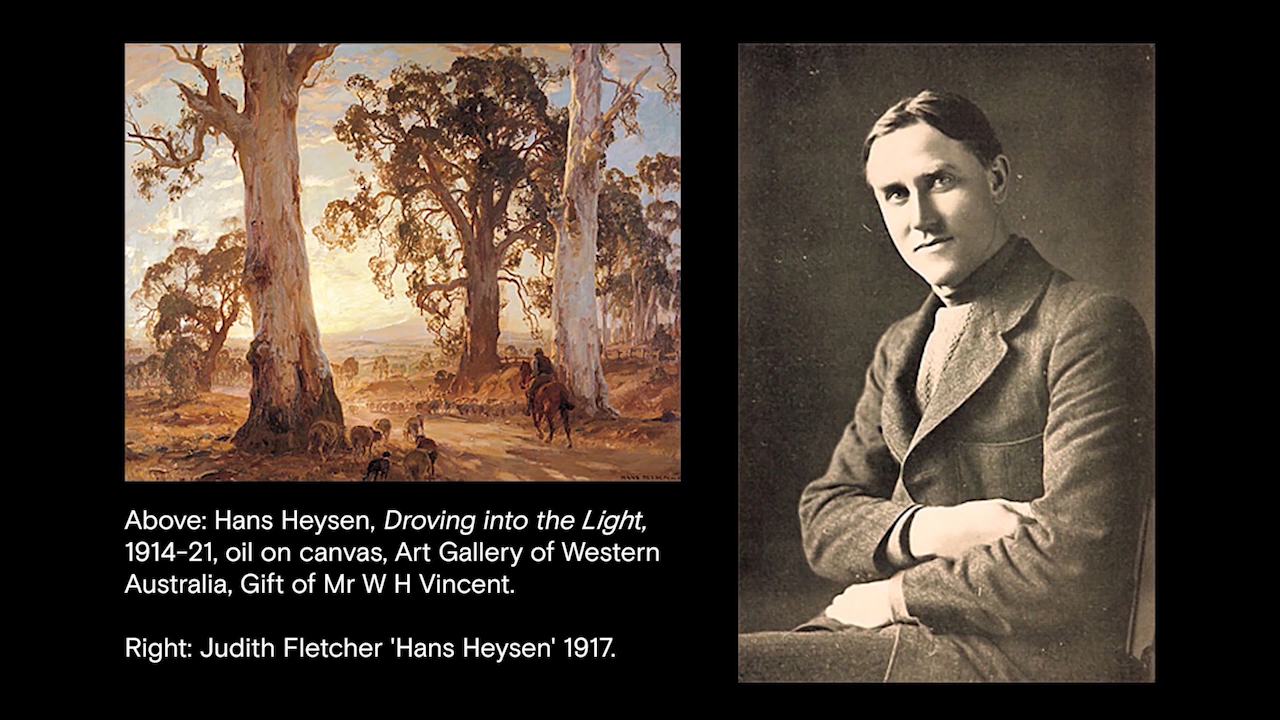 Above: Hans Heysen, Droving into the Light,
1914-21, oil on canvas, Art Gallery of Western
Australia, Gift of Mr W H Vincent.
Right: Judith Fletcher 'Hans Heysen' 1917.